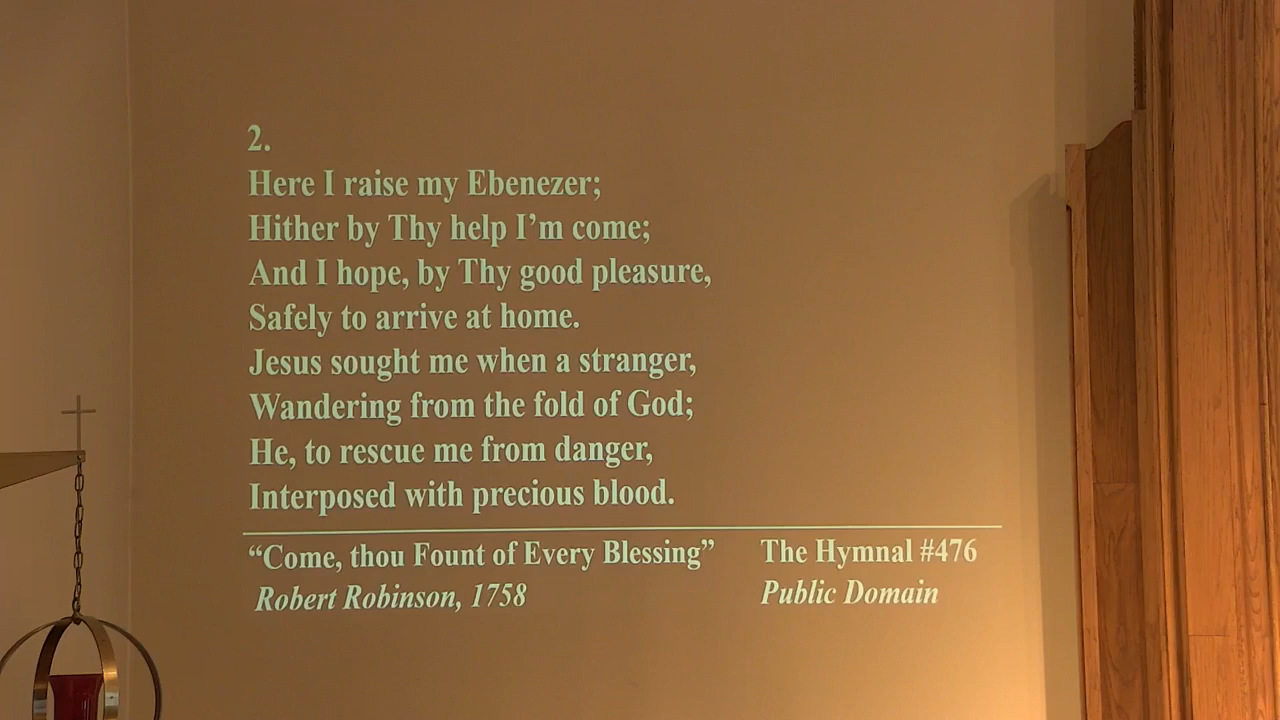 2.
Here I raise my Ebenezer;
Hither by Thy help I’m come;
And I hope, by Thy good pleasure,
Safely to arrive at home.
Jesus sought me when a stranger,
Wandering from the fold of God;
He, to rescue me from danger,
Interposed with precious blood.
“Come, thou Fount of Every Blessing” The Hymnal #476
Robert Robinson, 1758 Public Domain